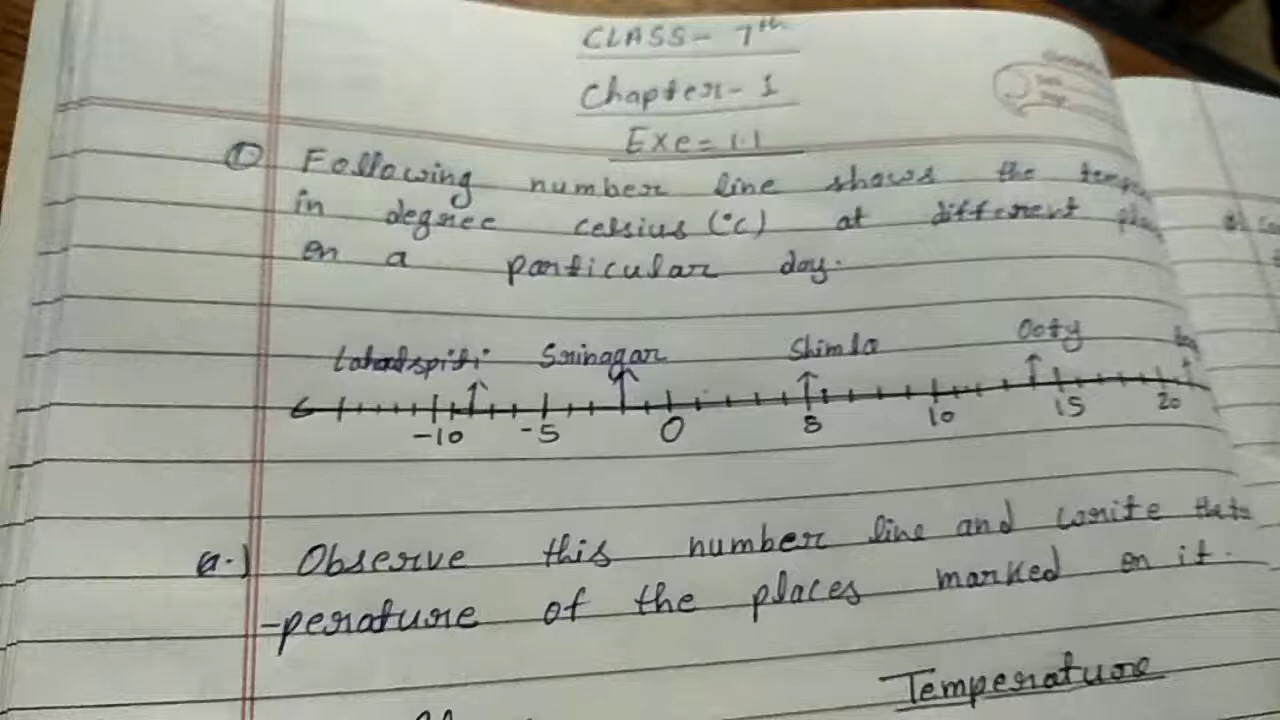 CLASS- 7th
Chapter- 1
Exe= 1.1
① Following number line shows the
in degree celsius (°c) at different
on a particular day.
Lahaulspiti Srinagar Shimla Ooty
-10 -5 0 5 10 15 20
a.) Observe this number line and write
-perature of the places marked on it.
Temperature